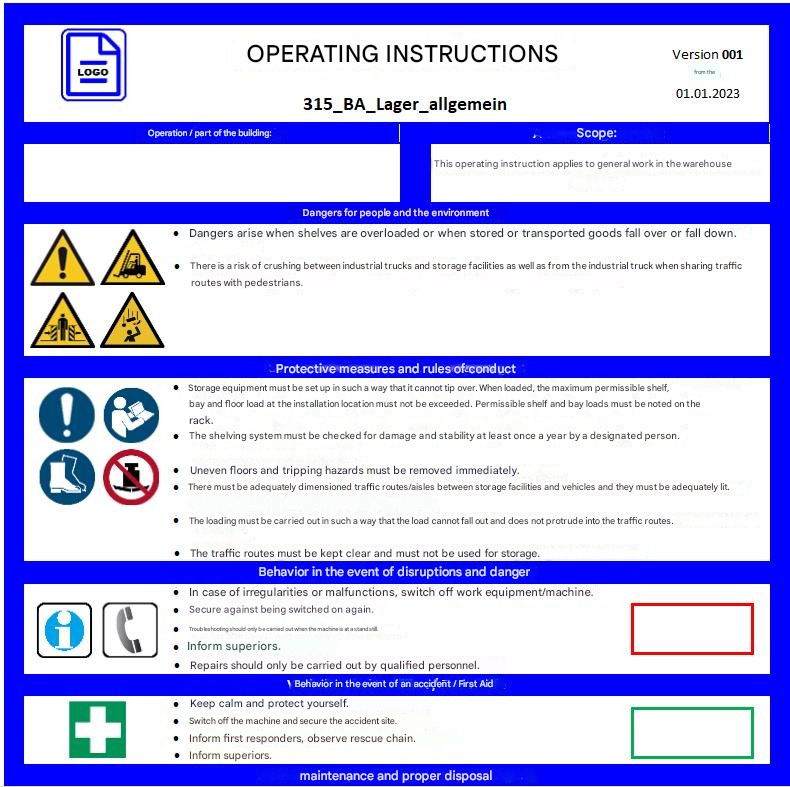 LOGO
OPERATING INSTRUCTIONS
315_BA_Lager_allgemein
Version 001
from the
01.01.2023
Operation / part of the building:
Scope:
This operating instruction applies to general work in the warehouse
Dangers for people and the environment
• Dangers arise when shelves are overloaded or when stored or transported goods fall over or fall down.
• There is a risk of crushing between industrial trucks and storage facilities as well as from the industrial truck when sharing traffic
routes with pedestrians.
Protective measures and rules of conduct
• Storage equipment must be set up in such a way that it cannot tip over. When loaded, the maximum permissible shelf,
bay and floor load at the installation location must not be exceeded. Permissible shelf and bay loads must be noted on the
rack.
• The shelving system must be checked for damage and stability at least once a year by a designated person.
• Uneven floors and tripping hazards must be removed immediately.
• There must be adequately dimensioned traffic routes/aisles between storage facilities and vehicles and they must be adequately lit.
• The loading must be carried out in such a way that the load cannot fall out and does not protrude into the traffic routes.
• The traffic routes must be kept clear and must not be used for storage.
Behavior in the event of disruptions and danger
• In case of irregularities or malfunctions, switch off work equipment/machine.
• Secure against being switched on again.
• Troubleshooting should only be carried out when the machine is at a standstill.
• Inform superiors.
• Repairs should only be carried out by qualified personnel.
Behavior in the event of an accident / First Aid
• Keep calm and protect yourself.
• Switch off the machine and secure the accident site.
• Inform first responders, observe rescue chain.
• Inform superiors.
maintenance and proper disposal